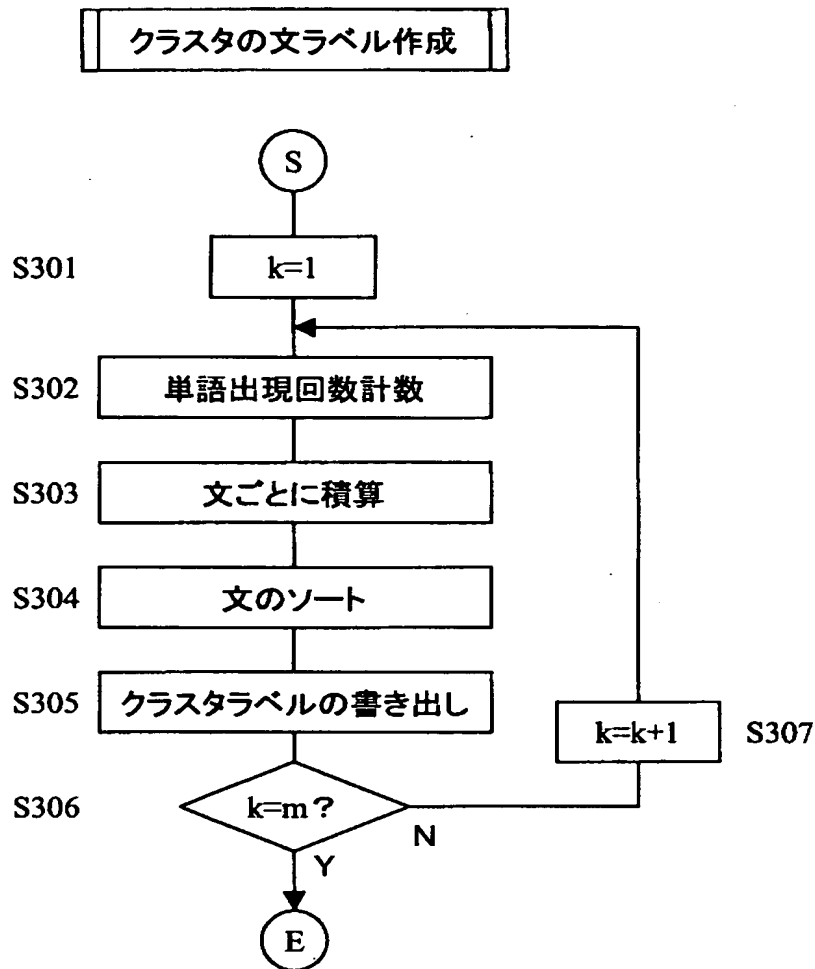 クラスタの文ラベル作成
S
S301
k=1
S302
単語出現回数計数
S303
文ごとに積算
S304
文のソート
S305
クラスタラベルの書き出し
k=k+1
S307
S306
k=m？
N
Y
E